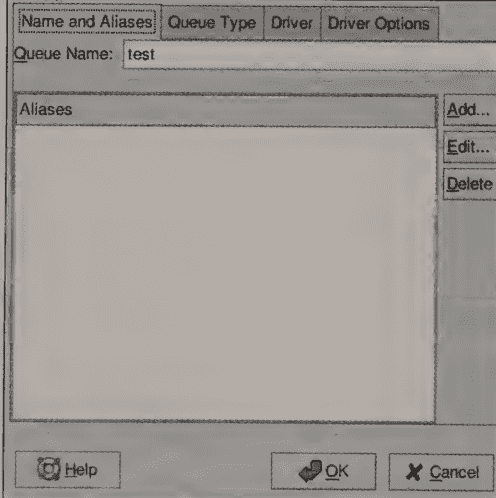 Name and Aliases Queue Type Driver Driver Options
Queue Name: test
Aliases
Add...
Edit...
Delete
Help OK Cancel